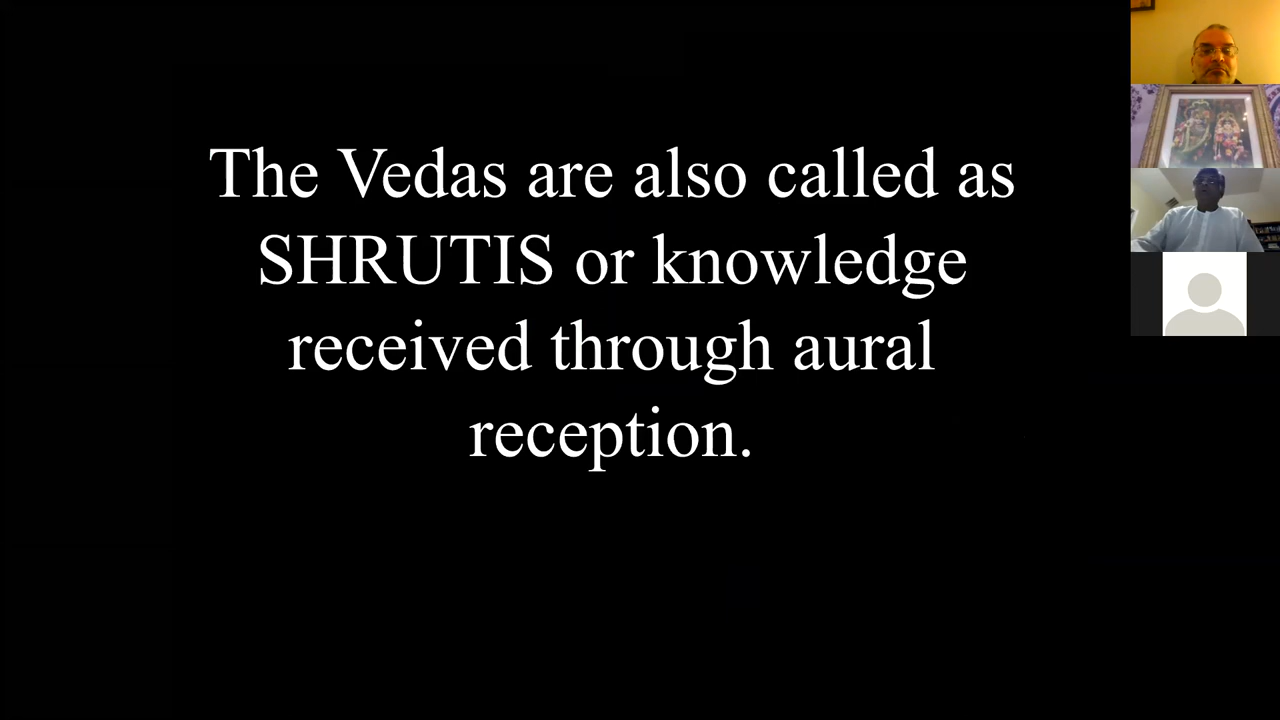 The Vedas are also called as
SHRUTIS or knowledge
received through aural
reception.